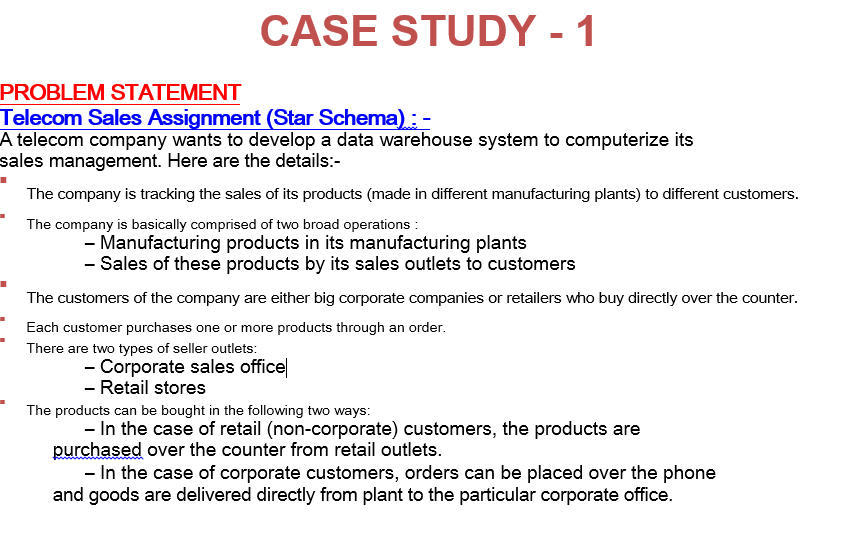 CASE STUDY - 1
PROBLEM STATEMENT
Telecom Sales Assignment (Star Schema) : -
A telecom company wants to develop a data warehouse system to computerize its
sales management. Here are the details:-
The company is tracking the sales of its products (made in different manufacturing plants) to different customers.
The company is basically comprised of two broad operations :
– Manufacturing products in its manufacturing plants
– Sales of these products by its sales outlets to customers
The customers of the company are either big corporate companies or retailers who buy directly over the counter.
Each customer purchases one or more products through an order.
There are two types of seller outlets:
– Corporate sales office
– Retail stores
The products can be bought in the following two ways:
– In the case of retail (non-corporate) customers, the products are
purchased over the counter from retail outlets.
– In the case of corporate customers, orders can be placed over the phone
and goods are delivered directly from plant to the particular corporate office.